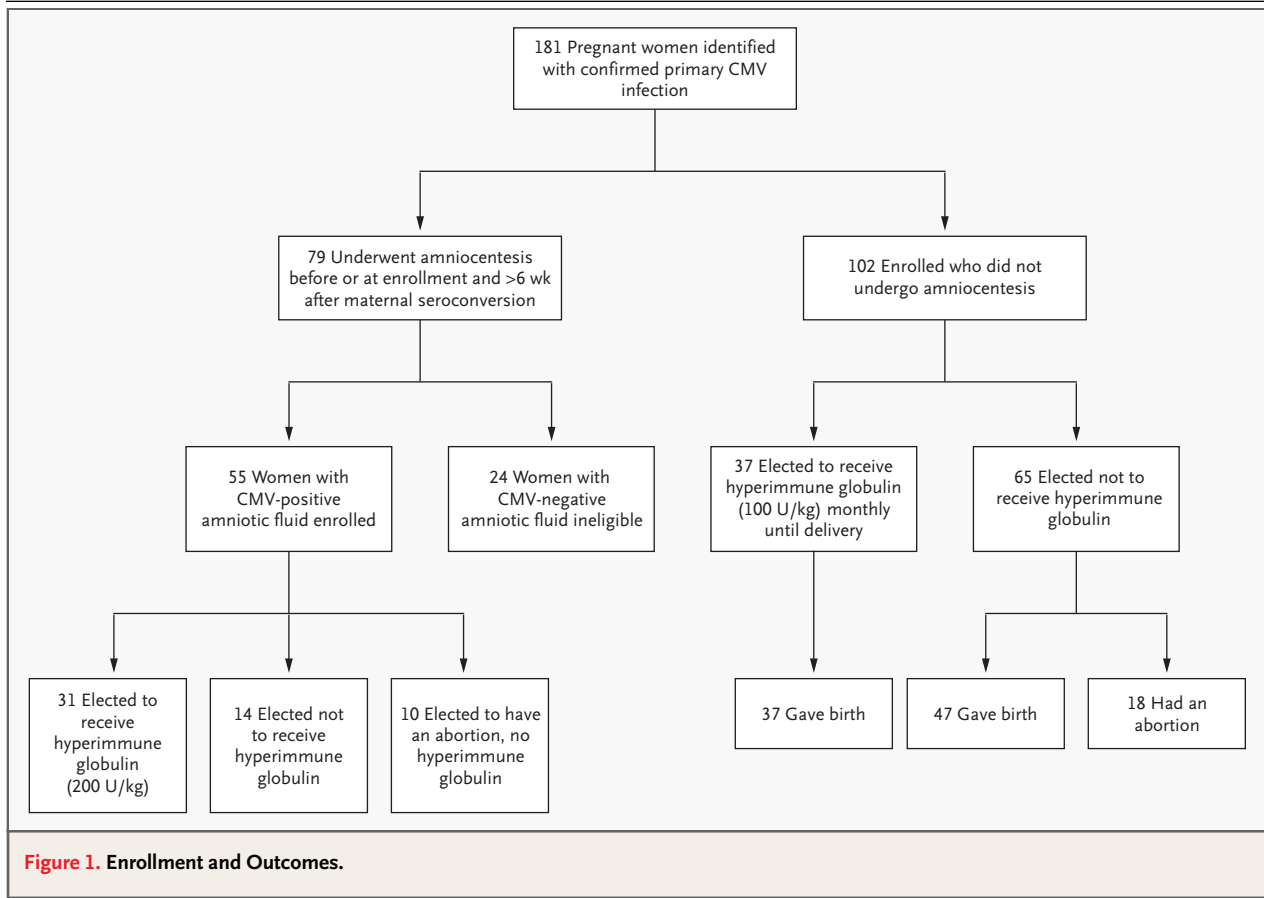 181 Pregnant women identified
with confirmed primary CMV
infection
79 Underwent amniocentesis
before or at enrollment and >6 wk
after maternal seroconversion
102 Enrolled who did not
undergo amniocentesis
55 Women with
CMV-positive
amniotic fluid enrolled
24 Women with
CMV-negative
amniotic fluid ineligible
37 Elected to receive
hyperimmune globulin
(100 U/kg) monthly
until delivery
65 Elected not to
receive hyperimmune
globulin
31 Elected to
receive
hyperimmune
globulin
(200 U/kg)
14 Elected not
to receive
hyperimmune
globulin
10 Elected to have
an abortion, no
hyperimmune
globulin
37 Gave birth
47 Gave birth
18 Had an
abortion
Figure 1. Enrollment and Outcomes.